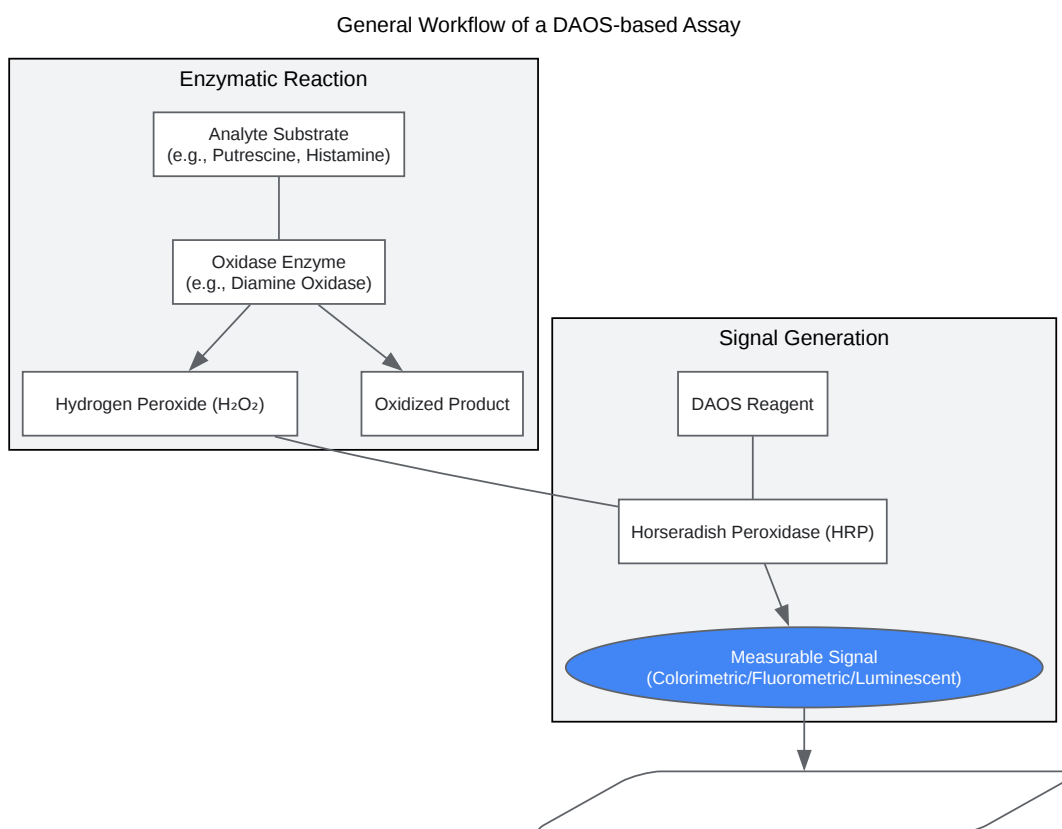 General Workflow of a DAOS-based Assay
Enzymatic Reaction
Analyte Substrate
(e.g., Putrescine, Histamine)
Oxidase Enzyme
(e.g., Diamine Oxidase)
Hydrogen Peroxide (H₂O₂)
Oxidized Product
Signal Generation
DAOS Reagent
Horseradish Peroxidase (HRP)
Measurable Signal
(Colorimetric/Fluorometric/Luminescent)